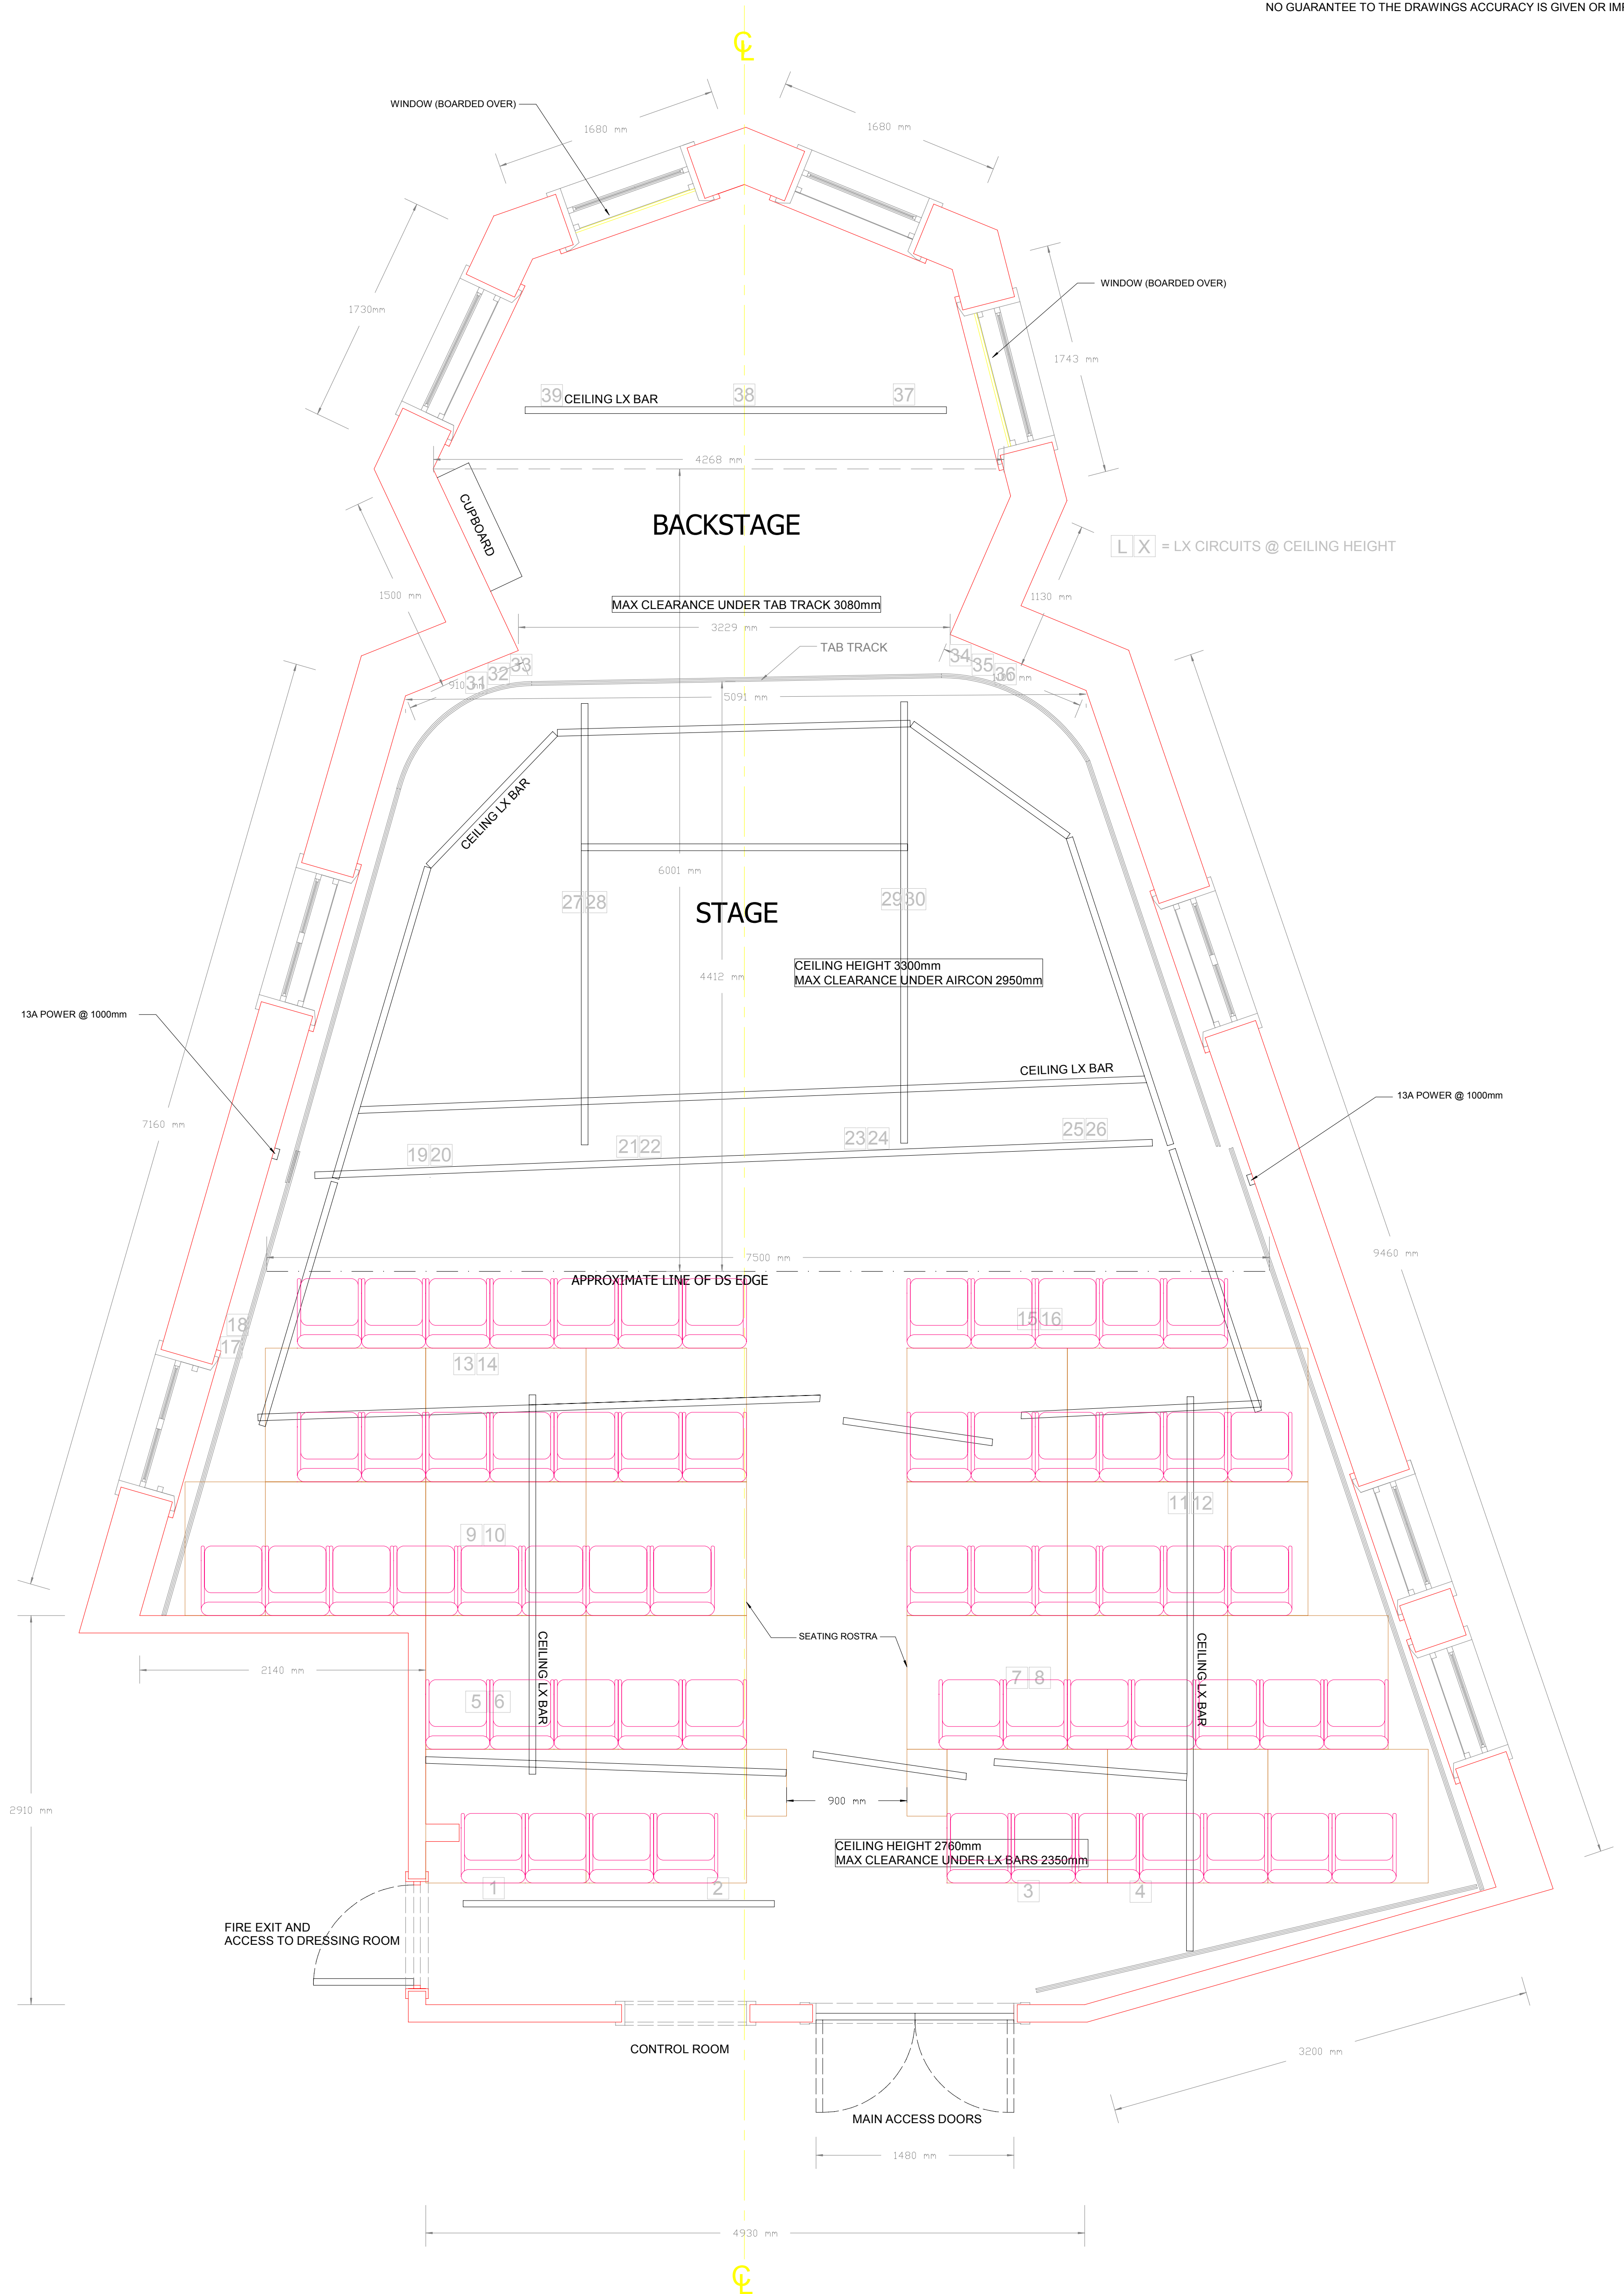 NO GUARANTEE TO THE DRAWINGS ACCURACY IS GIVEN OR IM
℄
WINDOW (BOARDED OVER)
1680 mm
1680 mm
1730mm
WINDOW (BOARDED OVER)
1743 mm
39
CEILING LX BAR
38
37
4268 mm
CUPBOARD
BACKSTAGE
L X = LX CIRCUITS @ CEILING HEIGHT
1500 mm
1130 mm
MAX CLEARANCE UNDER TAB TRACK 3080mm
3229 mm
TAB TRACK
31 32 33
34 35 36
910 mm
5091 mm
CEILING LX BAR
6001 mm
27 28
29 30
STAGE
CEILING HEIGHT 3300mm
MAX CLEARANCE UNDER AIRCON 2950mm
4412 mm
13A POWER @ 1000mm
CEILING LX BAR
13A POWER @ 1000mm
7160 mm
19 20
21 22
23 24
25 26
9460 mm
7500 mm
APPROXIMATE LINE OF DS EDGE
18
17
15 16
13 14
11 12
9 10
SEATING ROSTRA
CEILING LX BAR
CEILING LX BAR
2140 mm
5 6
7 8
2910 mm
900 mm
CEILING HEIGHT 2760mm
MAX CLEARANCE UNDER LX BARS 2350mm
1
2
3
4
FIRE EXIT AND
ACCESS TO DRESSING ROOM
CONTROL ROOM
3200 mm
MAIN ACCESS DOORS
1480 mm
4930 mm
℄